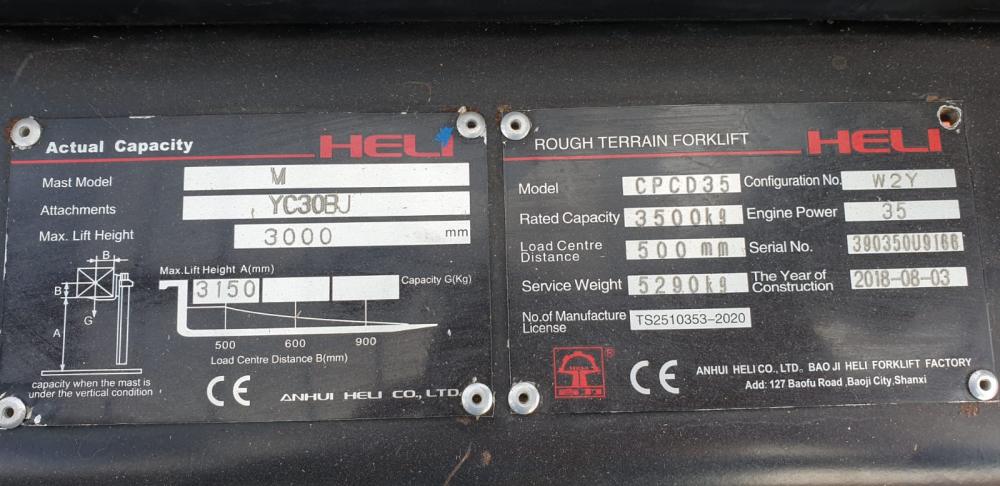 Actual Capacity HELI
Mast Model M
Attachments YC30BJ
Max. Lift Height 3000 mm
Max.Lift Height A(mm)
3150 Capacity G(Kg)
B
B
G
A
500 600 900
Load Centre Distance B(mm)
capacity when the mast is
under the vertical condition
CE ANHUI HELI CO., LTD.
ROUGH TERRAIN FORKLIFT HELI
Model CPCD35 Configuration No. W2Y
Rated Capacity 3500kg Engine Power 35
Load Centre
Distance 500 mm Serial No. 390350U9166
Service Weight 5290kg The Year of
Construction 2018-08-03
No.of Manufacture
License TS2510353-2020
®
CE ANHUI HELI CO., LTD。 BAO JI HELI FORKLIFT FACTORY
Add: 127 Baofu Road ,Baoji City.Shanxi